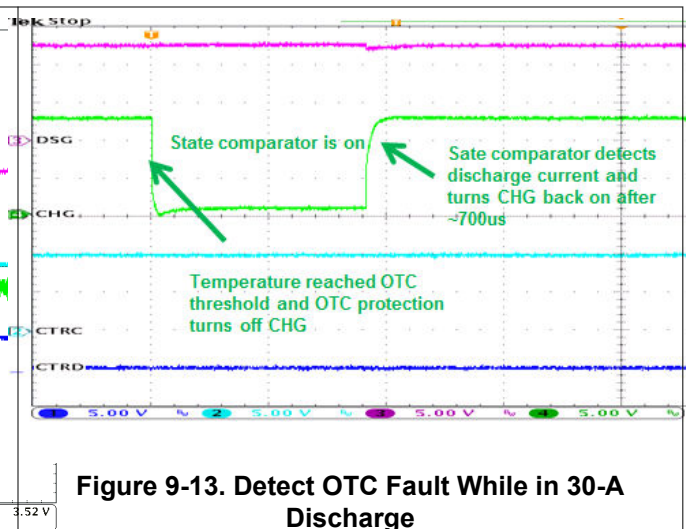 Tek Stop
DSG
State comparator is on
Sate comparator detects
discharge current and
turns CHG back on after
~700us
CHG
Temperature reached OTC
threshold and OTC protection
turns off CHG
CTRC
CTRD
1 5.00 V 2 5.00 V 3 5.00 V 4 5.00 V
3.52 V
Figure 9-13. Detect OTC Fault While in 30-A
Discharge